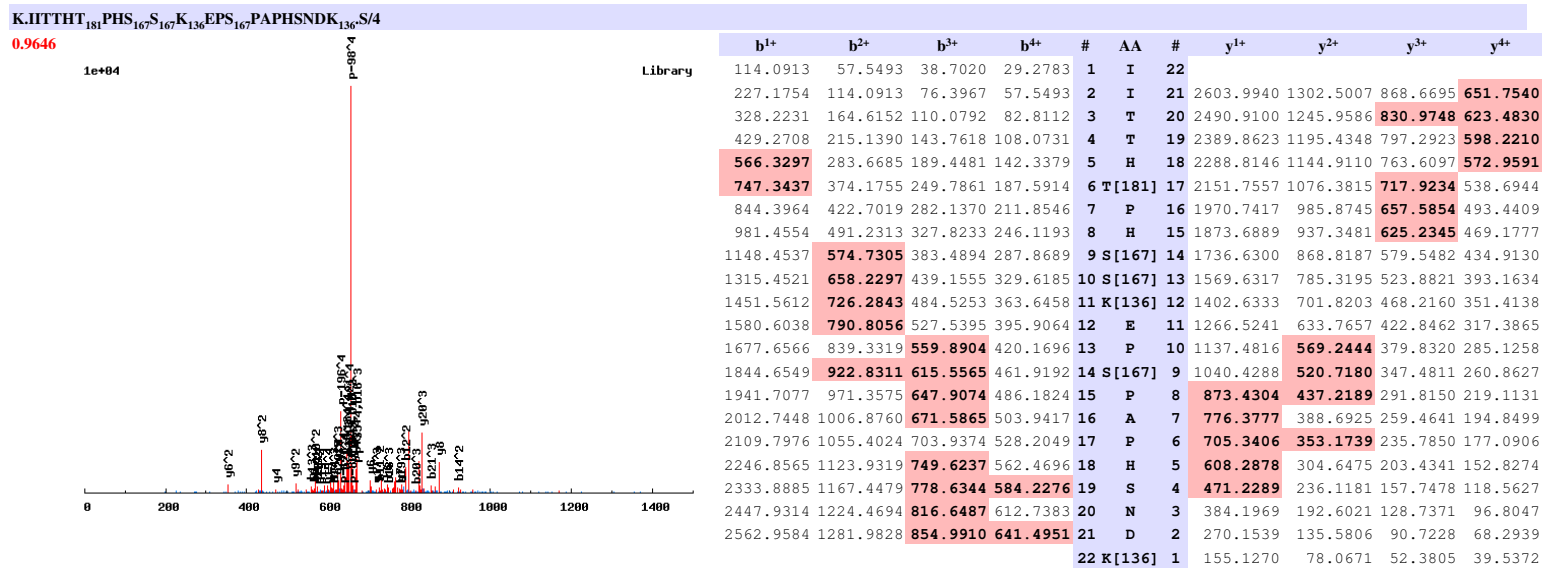 K.IITTHT181PHS167S167K136EPS167PAPHSNDK136.S/4
0.9646
1e+04
Library
p-98^4
p-196^4
y6^2
y8^2
y4
y9^2
y20^3
b12^2
b20^3
b21^3
y8
b14^2
0 200 400 600 800 1000 1200 1400
b1+ b2+ b3+ b4+ # AA # y1+ y2+ y3+ y4+
114.0913 57.5493 38.7020 29.2783 1 I 22
227.1754 114.0913 76.3967 57.5493 2 I 21 2603.9940 1302.5007 868.6695 651.7540
328.2231 164.6152 110.0792 82.8112 3 T 20 2490.9100 1245.9586 830.9748 623.4830
429.2708 215.1390 143.7618 108.0731 4 T 19 2389.8623 1195.4348 797.2923 598.2210
566.3297 283.6685 189.4481 142.3379 5 H 18 2288.8146 1144.9110 763.6097 572.9591
747.3437 374.1755 249.7861 187.5914 6 T[181] 17 2151.7557 1076.3815 717.9234 538.6944
844.3964 422.7019 282.1370 211.8546 7 P 16 1970.7417 985.8745 657.5854 493.4409
981.4554 491.2313 327.8233 246.1193 8 H 15 1873.6889 937.3481 625.2345 469.1777
1148.4537 574.7305 383.4894 287.8689 9 S[167] 14 1736.6300 868.8187 579.5482 434.9130
1315.4521 658.2297 439.1555 329.6185 10 S[167] 13 1569.6317 785.3195 523.8821 393.1634
1451.5612 726.2843 484.5253 363.6458 11 K[136] 12 1402.6333 701.8203 468.2160 351.4138
1580.6038 790.8056 527.5395 395.9064 12 E 11 1266.5241 633.7657 422.8462 317.3865
1677.6566 839.3319 559.8904 420.1696 13 P 10 1137.4816 569.2444 379.8320 285.1258
1844.6549 922.8311 615.5565 461.9192 14 S[167] 9 1040.4288 520.7180 347.4811 260.8627
1941.7077 971.3575 647.9074 486.1824 15 P 8 873.4304 437.2189 291.8150 219.1131
2012.7448 1006.8760 671.5865 503.9417 16 A 7 776.3777 388.6925 259.4641 194.8499
2109.7976 1055.4024 703.9374 528.2049 17 P 6 705.3406 353.1739 235.7850 177.0906
2246.8565 1123.9319 749.6237 562.4696 18 H 5 608.2878 304.6475 203.4341 152.8274
2333.8885 1167.4479 778.6344 584.2276 19 S 4 471.2289 236.1181 157.7478 118.5627
2447.9314 1224.4694 816.6487 612.7383 20 N 3 384.1969 192.6021 128.7371 96.8047
2562.9584 1281.9828 854.9910 641.4951 21 D 2 270.1539 135.5806 90.7228 68.2939
22 K[136] 1 155.1270 78.0671 52.3805 39.5372